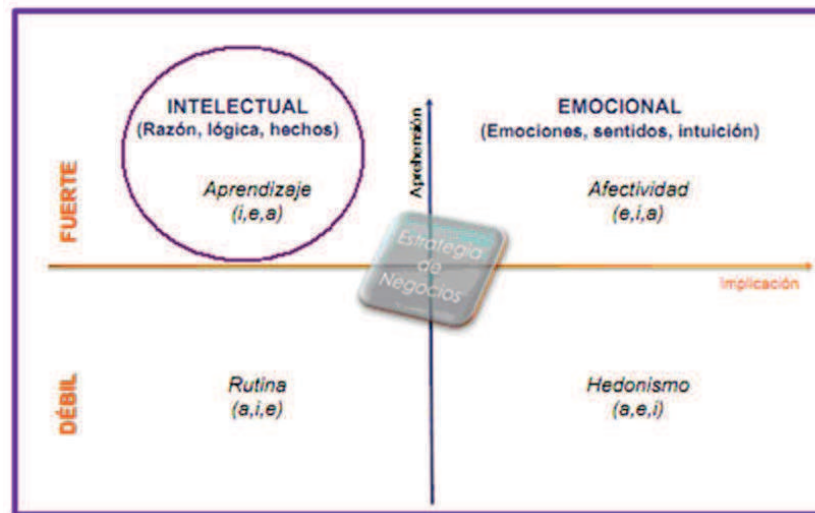 INTELECTUAL
(Razón, lógica, hechos)
EMOCIONAL
(Emociones, sentidos, intuición)
Aprehensión
FUERTE
Aprendizaje
(i,e,a)
Afectividad
(e,i,a)
Estrategia
de
Negocios
Implicación
DÉBIL
Rutina
(a,i,e)
Hedonismo
(a,e,i)